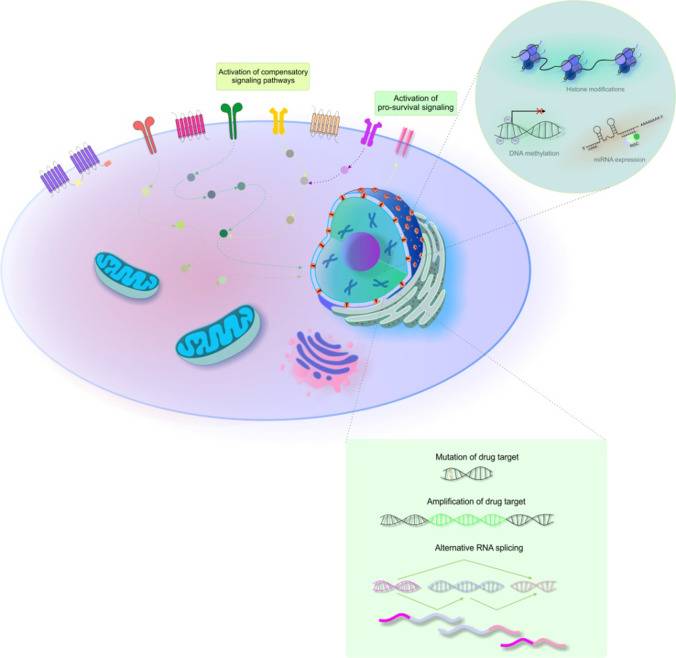 Activation of compensatory
signaling pathways
Activation of
pro-survival signaling
Histone modifications
DNA methylation
miRNA expression
RISC
Mutation of drug target
Amplification of drug target
Alternative RNA splicing